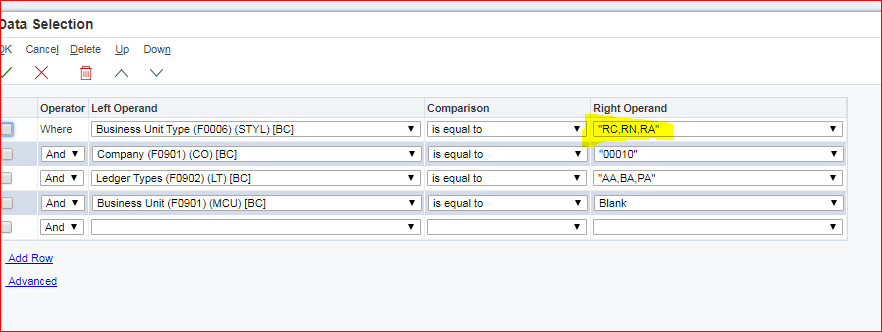 Data Selection
OK Cancel Delete Up Down
Operator Left Operand Comparison Right Operand
Where Business Unit Type (F0006) (STYL) [BC] is equal to "RC,RN,RA"
And Company (F0901) (CO) [BC] is equal to "00010"
And Ledger Types (F0902) (LT) [BC] is equal to "AA,BA,PA"
And Business Unit (F0901) (MCU) [BC] is equal to Blank
And
Add Row
Advanced